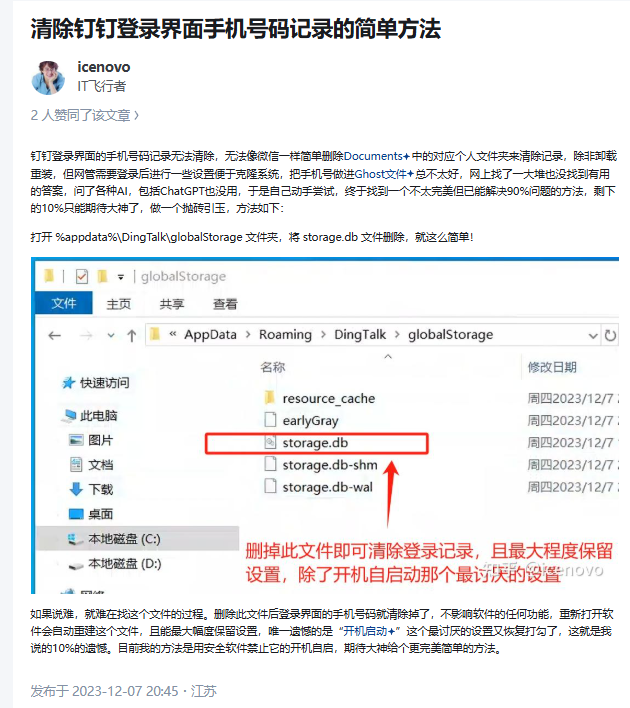 清除钉钉登录界面手机号码记录的简单方法
icenovo
IT飞行者
2 人赞同了该文章 ›
钉钉登录界面的手机号码记录无法清除，无法像微信一样简单删除Documents中的对应个人文件夹来清除记录，除非卸载
重装，但网管需要登录后进行一些设置便于克隆系统，把手机号做进Ghost文件总不太好，网上找了一大堆也没找到有用
的答案，问了各种AI，包括ChatGPT也没用，于是自己动手尝试，终于找到一个不太完美但已能解决90%问题的方法，剩下
的10%只能期待大神了，做一个抛砖引玉，方法如下：
打开 %appdata%\DingTalk\globalStorage 文件夹，将 storage.db 文件删除，就这么简单！
globalStorage
文件 主页 共享 查看
« AppData › Roaming › DingTalk › globalStorage
名称 修改日期
快速访问
此电脑
图片
文档
下载
桌面
本地磁盘 (C:)
本地磁盘 (D:)
网络
resource_cache 周四2023/12/7
earlyGray 周四2023/12/7
storage.db 周四2023/12/7
storage.db-shm 周四2023/12/7
storage.db-wal 周四2023/12/7
删掉此文件即可清除登录记录，且最大程度保留
设置，除了开机自启动那个最讨厌的设置
知乎 @icenovo
如果说难，就难在找这个文件的过程。删除此文件后登录界面的手机号码就清除掉了，不影响软件的任何功能，重新打开软
件会自动重建这个文件，且能最大幅度保留设置，唯一遗憾的是“开机启动”这个最讨厌的设置又恢复打勾了，这就是我
说的10%的遗憾。目前我的方法是用安全软件禁止它的开机自启，期待大神给个更完美简单的方法。
发布于 2023-12-07 20:45・江苏